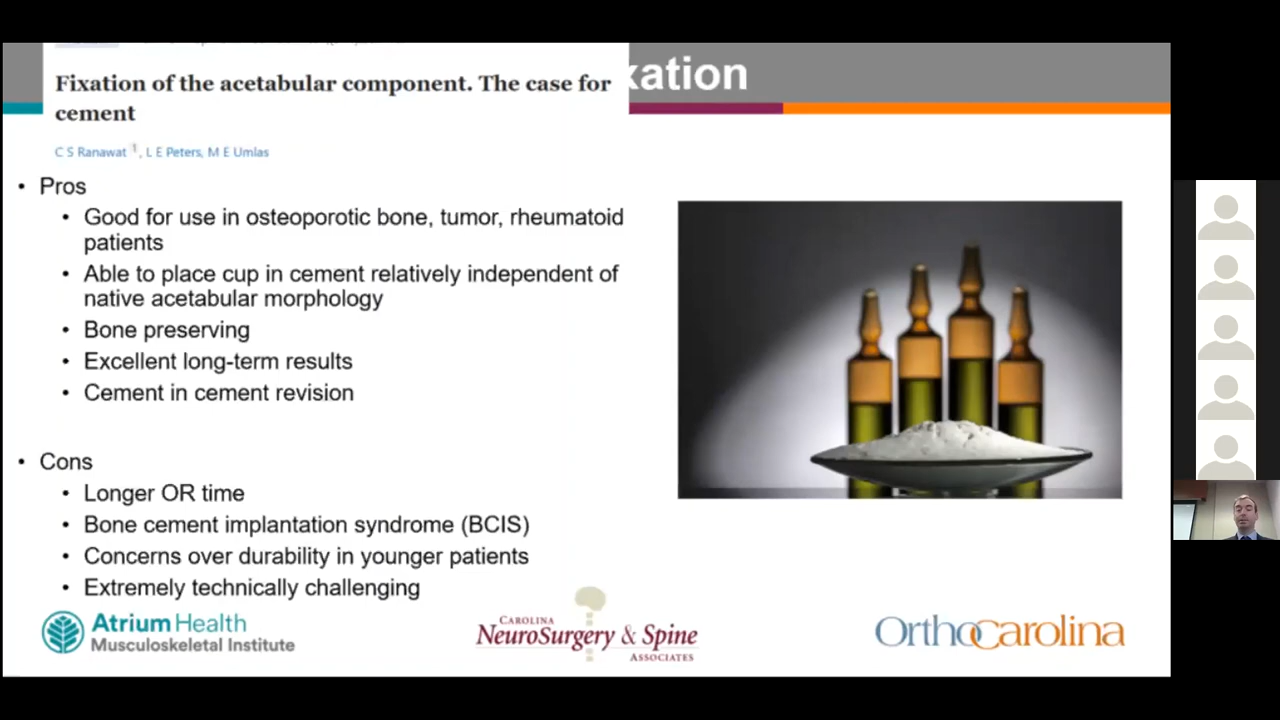 Fixation of the acetabular component. The case for
cement
xation
C S Ranawat 1, L E Peters, M E Umlas
• Pros
• Good for use in osteoporotic bone, tumor, rheumatoid
patients
• Able to place cup in cement relatively independent of
native acetabular morphology
• Bone preserving
• Excellent long-term results
• Cement in cement revision
• Cons
• Longer OR time
• Bone cement implantation syndrome (BCIS)
• Concerns over durability in younger patients
• Extremely technically challenging
Atrium Health
Musculoskeletal Institute
CAROLINA
NEUROSURGERY & SPINE
ASSOCIATES
OrthoCarolina